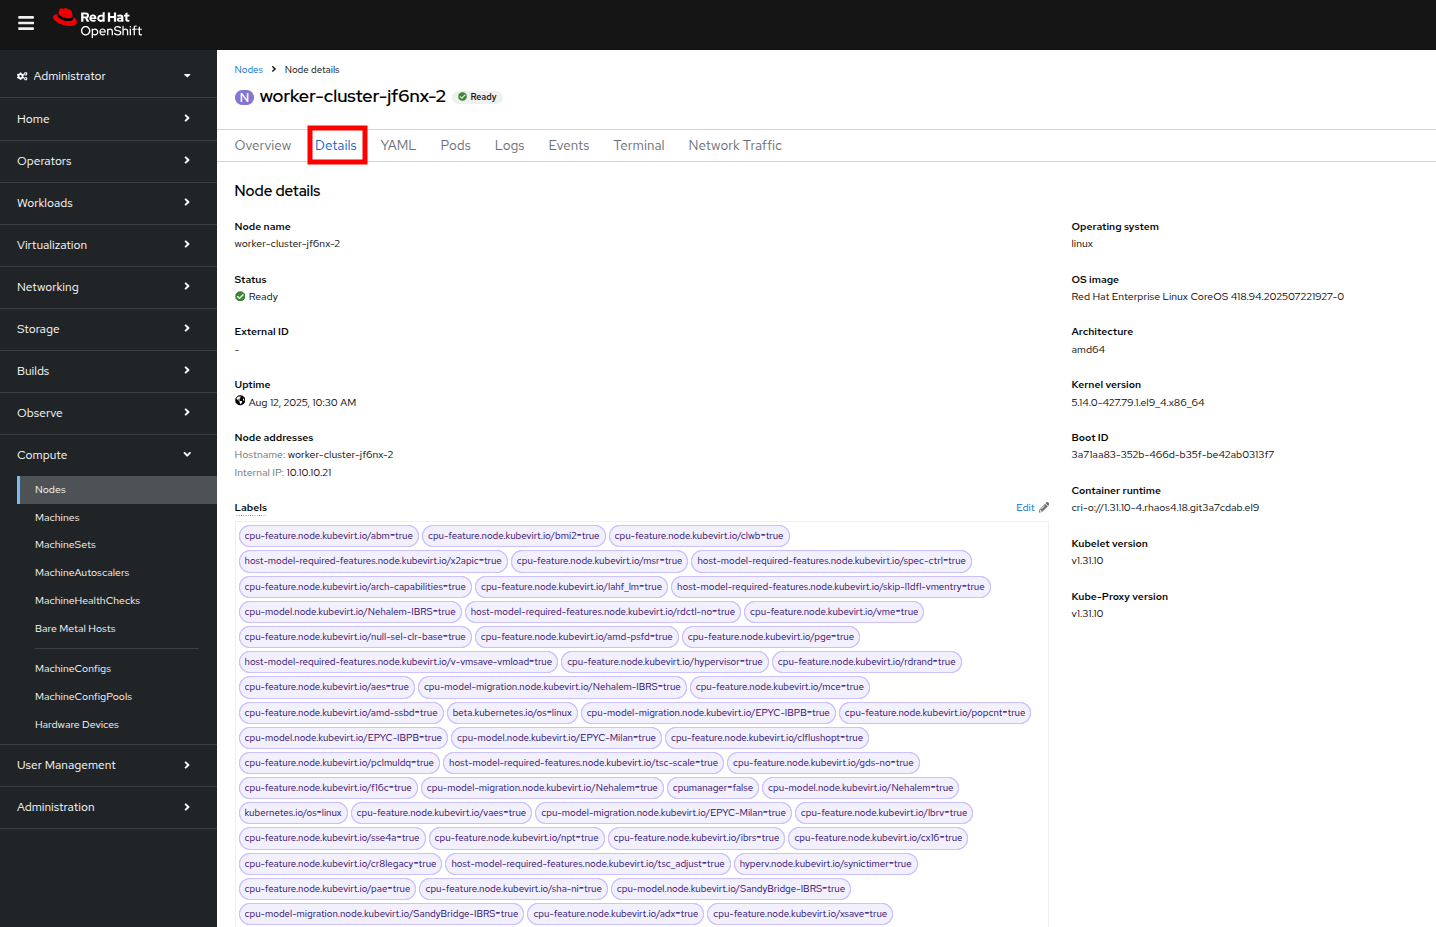 Red Hat
OpenShift
Administrator
Home
Operators
Workloads
Virtualization
Networking
Storage
Builds
Observe
Compute
Nodes
Machines
MachineSets
MachineAutoscalers
MachineHealthChecks
Bare Metal Hosts
MachineConfigs
MachineConfigPools
Hardware Devices
User Management
Administration
Nodes > Node details
N worker-cluster-jf6nx-2 Ready
Overview Details YAML Pods Logs Events Terminal Network Traffic
Node details
Node name
worker-cluster-jf6nx-2
Status
Ready
External ID
-
Uptime
Aug 12, 2025, 10:30 AM
Node addresses
Hostname: worker-cluster-jf6nx-2
Internal IP: 10.10.10.21
Operating system
linux
OS image
Red Hat Enterprise Linux CoreOS 418.94.202507221927-0
Architecture
amd64
Kernel version
5.14.0-427.79.1.el9_4.x86_64
Boot ID
3a71aa83-352b-466d-b35f-be42ab0313f7
Container runtime
cri-o://1.31.10-4.rhaos4.18.git3a7cdab.el9
Kubelet version
v1.31.10
Kube-Proxy version
v1.31.10
Labels Edit
cpu-feature.node.kubevirt.io/abm=true cpu-feature.node.kubevirt.io/bmi2=true cpu-feature.node.kubevirt.io/clwb=true
host-model-required-features.node.kubevirt.io/x2apic=true cpu-feature.node.kubevirt.io/msr=true host-model-required-features.node.kubevirt.io/spec-ctrl=true
cpu-feature.node.kubevirt.io/arch-capabilities=true cpu-feature.node.kubevirt.io/lahf_lm=true host-model-required-features.node.kubevirt.io/skip-l1dfl-vmentry=true
cpu-model.node.kubevirt.io/Nehalem-IBRS=true host-model-required-features.node.kubevirt.io/rdctl-no=true cpu-feature.node.kubevirt.io/vme=true
cpu-feature.node.kubevirt.io/null-sel-clr-base=true cpu-feature.node.kubevirt.io/amd-psfd=true cpu-feature.node.kubevirt.io/pge=true
host-model-required-features.node.kubevirt.io/v-vmsave-vmload=true cpu-feature.node.kubevirt.io/hypervisor=true cpu-feature.node.kubevirt.io/rdrand=true
cpu-feature.node.kubevirt.io/aes=true cpu-model-migration.node.kubevirt.io/Nehalem-IBRS=true cpu-feature.node.kubevirt.io/mce=true
cpu-feature.node.kubevirt.io/amd-ssbd=true beta.kubernetes.io/os=linux cpu-model-migration.node.kubevirt.io/EPYC-IBPB=true cpu-feature.node.kubevirt.io/popcnt=true
cpu-model.node.kubevirt.io/EPYC-IBPB=true cpu-model.node.kubevirt.io/EPYC-Milan=true cpu-feature.node.kubevirt.io/clflushopt=true
cpu-feature.node.kubevirt.io/pclmuldq=true host-model-required-features.node.kubevirt.io/tsc-scale=true cpu-feature.node.kubevirt.io/gds-no=true
cpu-feature.node.kubevirt.io/f16c=true cpu-model-migration.node.kubevirt.io/Nehalem=true cpumanager=false cpu-model.node.kubevirt.io/Nehalem=true
kubernetes.io/os=linux cpu-feature.node.kubevirt.io/vaes=true cpu-model-migration.node.kubevirt.io/EPYC-Milan=true cpu-feature.node.kubevirt.io/lbrv=true
cpu-feature.node.kubevirt.io/sse4a=true cpu-feature.node.kubevirt.io/npt=true cpu-feature.node.kubevirt.io/ibrs=true cpu-feature.node.kubevirt.io/cx16=true
cpu-feature.node.kubevirt.io/cr8legacy=true host-model-required-features.node.kubevirt.io/tsc_adjust=true hyperv.node.kubevirt.io/synictimer=true
cpu-feature.node.kubevirt.io/pae=true cpu-feature.node.kubevirt.io/sha-ni=true cpu-model.node.kubevirt.io/SandyBridge-IBRS=true
cpu-model-migration.node.kubevirt.io/SandyBridge-IBRS=true cpu-feature.node.kubevirt.io/adx=true cpu-feature.node.kubevirt.io/xsave=true